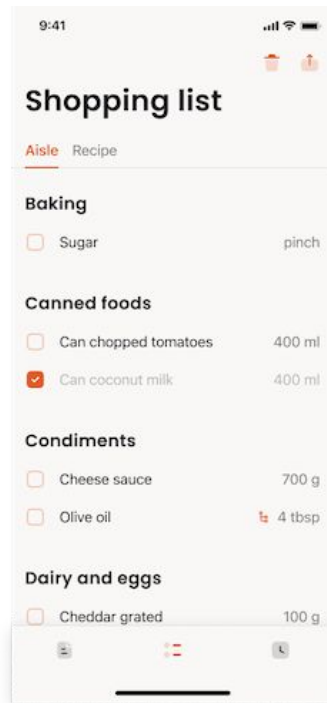 9:41
Shopping list
Aisle Recipe
Baking
Sugar pinch
Canned foods
Can chopped tomatoes 400 ml
Can coconut milk 400 ml
Condiments
Cheese sauce 700 g
Olive oil 4 tbsp
Dairy and eggs
Cheddar grated 100 g